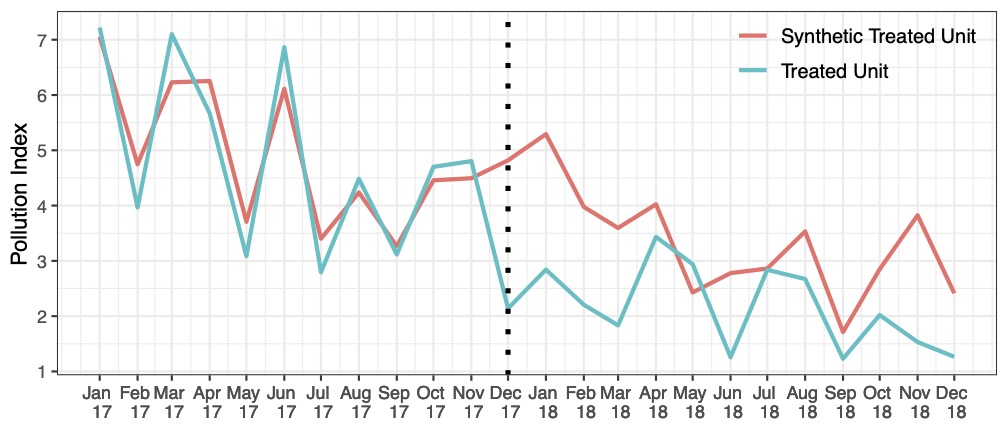 Synthetic Treated Unit
Treated Unit
Pollution Index
7
6
5
4
3
2
1
Jan Feb Mar Apr May Jun Jul Aug Sep Oct Nov Dec Jan Feb Mar Apr May Jun Jul Aug Sep Oct Nov Dec
17 17 17 17 17 17 17 17 17 17 17 17 18 18 18 18 18 18 18 18 18 18 18 18